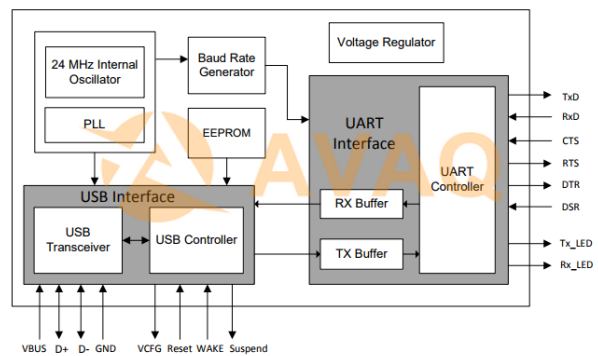 Voltage Regulator
24 MHz Internal
Oscillator
PLL
Baud Rate
Generator
EEPROM
UART
Interface
UART
Controller
RX Buffer
TX Buffer
USB Interface
USB
Transceiver
USB Controller
TxD
RxD
CTS
RTS
DTR
DSR
Tx_LED
Rx_LED
VBUS D+ D- GND VCFG Reset WAKE Suspend
AVAQ